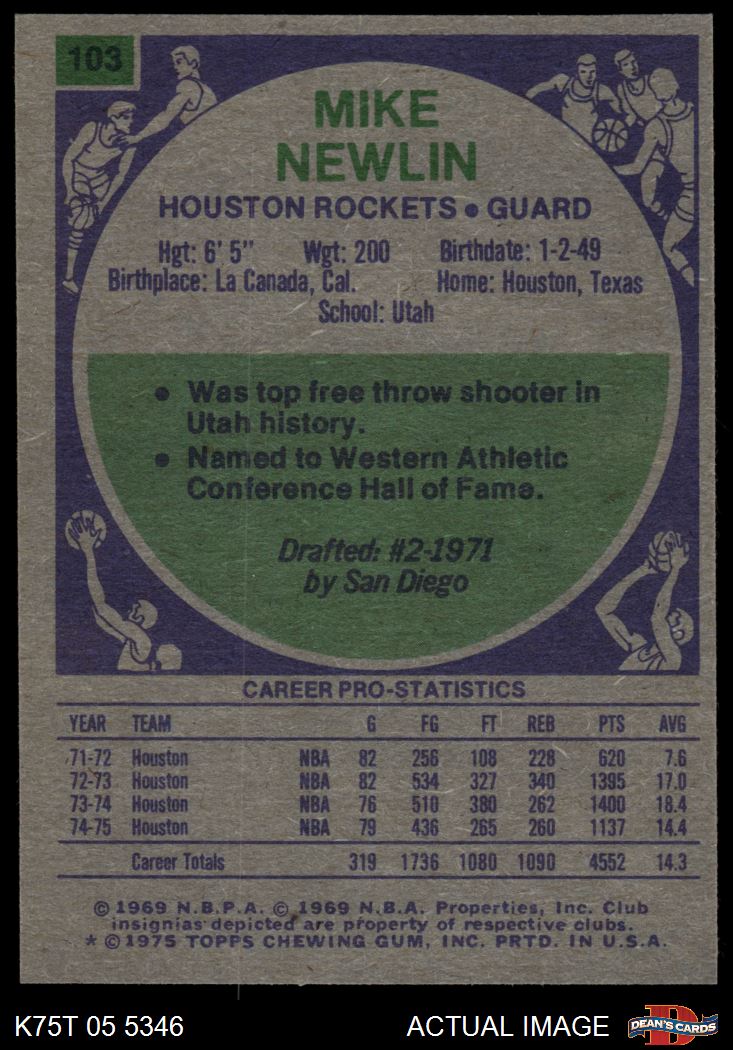 103
MIKE
NEWLIN
HOUSTON ROCKETS • GUARD
Hgt: 6' 5" Wgt: 200 Birthdate: 1-2-49
Birthplace: La Canada, Cal. Home: Houston, Texas
School: Utah
• Was top free throw shooter in
Utah history.
• Named to Western Athletic
Conference Hall of Fame.
Drafted: #2-1971
by San Diego
CAREER PRO-STATISTICS
YEAR TEAM G FG FT REB PTS AVG
71-72 Houston NBA 82 256 108 228 620 7.6
72-73 Houston NBA 82 534 327 340 1395 17.0
73-74 Houston NBA 76 510 380 262 1400 18.4
74-75 Houston NBA 79 436 265 260 1137 14.4
Career Totals 319 1736 1080 1090 4552 14.3
© 1969 N.B.P.A. © 1969 N.B.A. Properties, Inc. Club
insignias depicted are property of respective clubs.
* © 1975 TOPPS CHEWING GUM, INC. PRTD. IN U.S.A.
K75T 05 5346 ACTUAL IMAGE DEAN'S CARDS